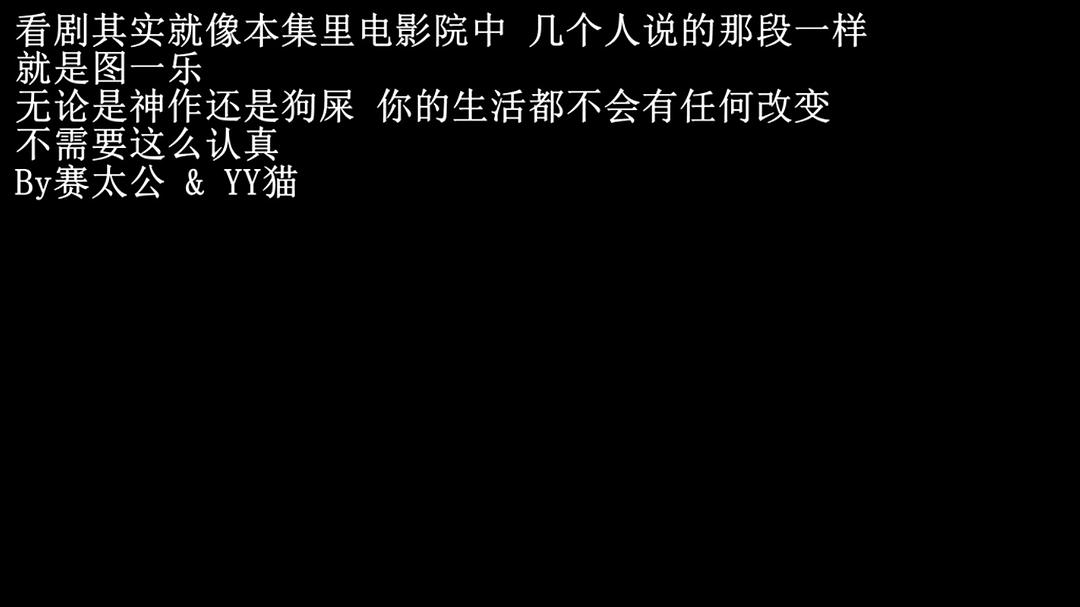 看剧其实就像本集里电影院中 几个人说的那段一样
就是图一乐
无论是神作还是狗屎 你的生活都不会有任何改变
不需要这么认真
By赛太公 & YY猫